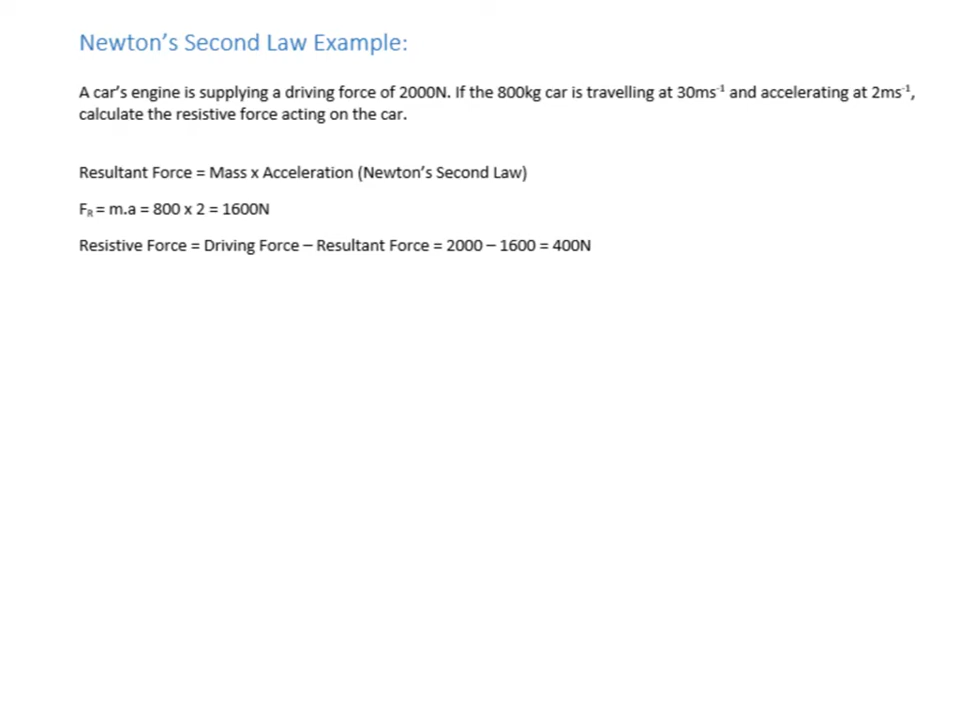 Newton’s Second Law Example:
A car’s engine is supplying a driving force of 2000N. If the 800kg car is travelling at 30ms⁻¹ and accelerating at 2ms⁻¹,
calculate the resistive force acting on the car.
Resultant Force = Mass x Acceleration (Newton’s Second Law)
Fʀ = m.a = 800 x 2 = 1600N
Resistive Force = Driving Force – Resultant Force = 2000 – 1600 = 400N